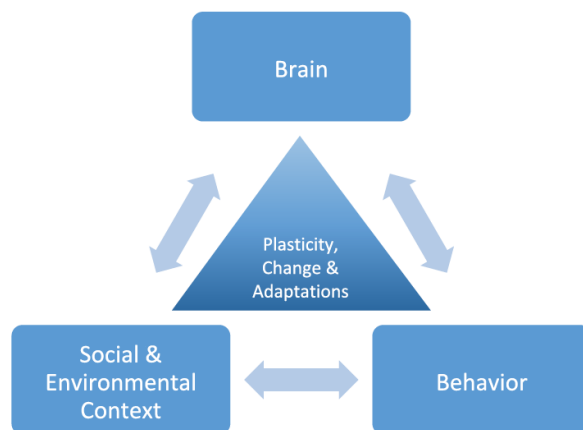 Brain
Plasticity,
Change &
Adaptations
Social &
Environmental
Context
Behavior